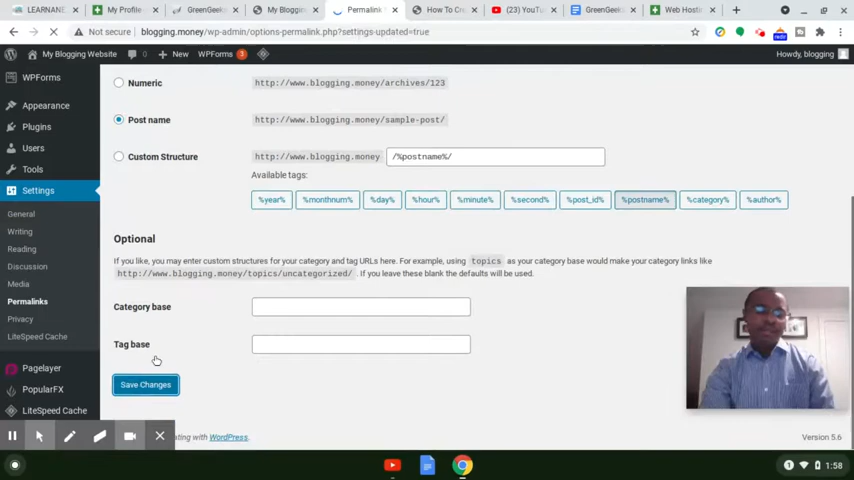 LEARNANE
My Profile
GreenGeeks
My Blogging
Permalink
How To Cre
(23) YouTu
GreenGeeks
Web Hosti
Not secure
blogging.money/wp-admin/options-permalink.php?settings-updated=true
My Blogging Website
0
New
WPForms 3
Howdy, blogging
WPForms
Appearance
Plugins
Users
Tools
Settings
General
Writing
Reading
Discussion
Media
Permalinks
Privacy
LiteSpeed Cache
Pagelayer
PopularFX
LiteSpeed Cache
Numeric
http://www.blogging.money/archives/123
Post name
http://www.blogging.money/sample-post/
Custom Structure
http://www.blogging.money
/%postname%/
Available tags:
%year% %monthnum% %day% %hour% %minute% %second% %post_id% %postname% %category% %author%
Optional
If you like, you may enter custom structures for your category and tag URLs here. For example, using topics as your category base would make your category links like
http://www.blogging.money/topics/uncategorized/ . If you leave these blank the defaults will be used.
Category base
Tag base
Save Changes
ating with WordPress.
Version 5.6
1
1:58